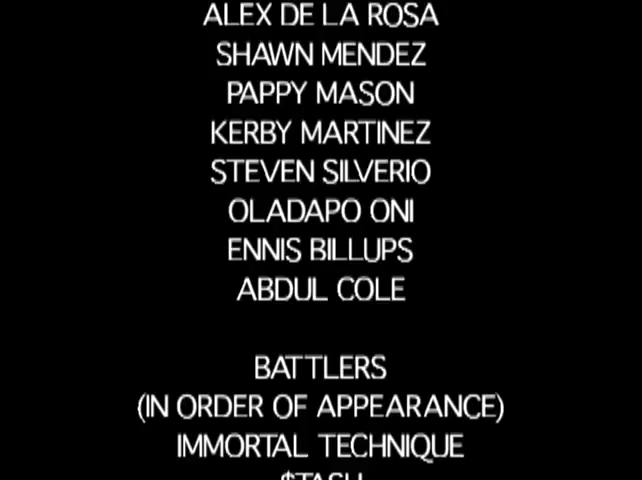 ALEX DE LA ROSA
SHAWN MENDEZ
PAPPY MASON
KERBY MARTINEZ
STEVEN SILVERIO
OLADAPO ONI
ENNIS BILLUPS
ABDUL COLE
BATTLERS
(IN ORDER OF APPEARANCE)
IMMORTAL TECHNIQUE